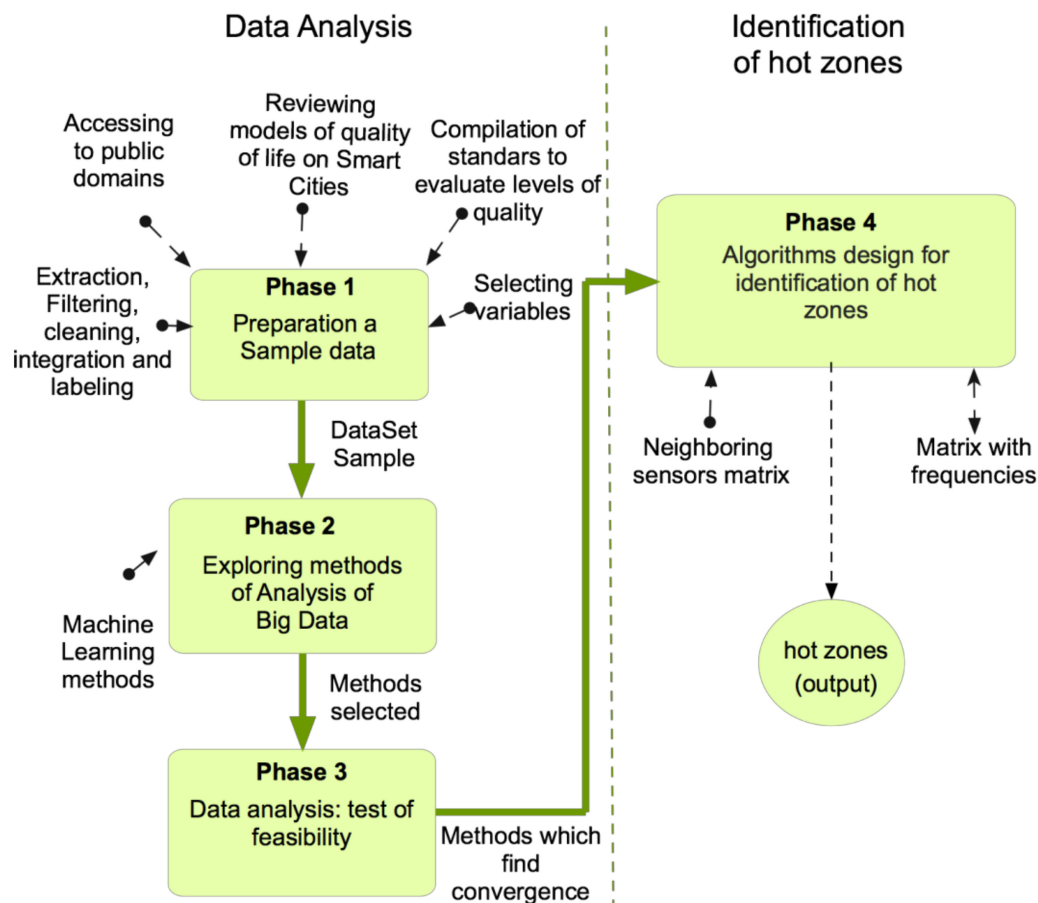 Data Analysis
Identification
of hot zones
Accessing
to public
domains
Reviewing
models of quality
of life on Smart
Cities
Compilation of
standars to
evaluate levels of
quality
Extraction,
Filtering,
cleaning,
integration and
labeling
Phase 1
Preparation a
Sample data
Selecting
variables
DataSet
Sample
Phase 2
Exploring methods
of Analysis of
Big Data
Machine
Learning
methods
Methods
selected
Phase 3
Data analysis: test of
feasibility
Methods which
find
convergence
Phase 4
Algorithms design for
identification of hot
zones
Neighboring
sensors matrix
Matrix with
frequencies
hot zones
(output)